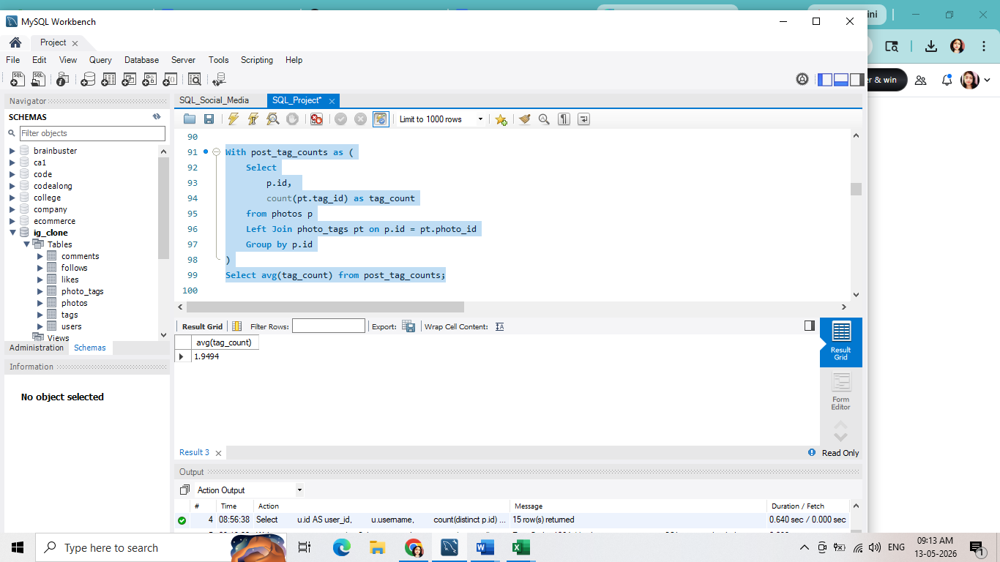 ni
MySQL Workbench
Project
File Edit View Query Database Server Tools Scripting Help
r & win
Navigator
SQL_Social_Media SQL_Project*
SCHEMAS
Filter objects
Limit to 1000 rows
brainbuster
ca1
code
codealong
college
company
ecommerce
ig_clone
Tables
comments
follows
likes
photo_tags
photos
tags
users
Views
Administration Schemas
Information
No object selected
90
91 With post_tag_counts as (
92 Select
93 p.id,
94 count(pt.tag_id) as tag_count
95 from photos p
96 Left Join photo_tags pt on p.id = pt.photo_id
97 Group by p.id
98 )
99 Select avg(tag_count) from post_tag_counts;
100
Result Grid Filter Rows: Export: Wrap Cell Content:
avg(tag_count)
1.9494
Result Grid
Form Editor
Result 3 Read Only
Output
Action Output
# Time Action Message Duration / Fetch
4 08:56:38 Select u.id AS user_id, u.username, count(distinct p.id) ... 15 row(s) returned 0.640 sec / 0.000 sec
Type here to search
ENG
09:13 AM
13-05-2026
1